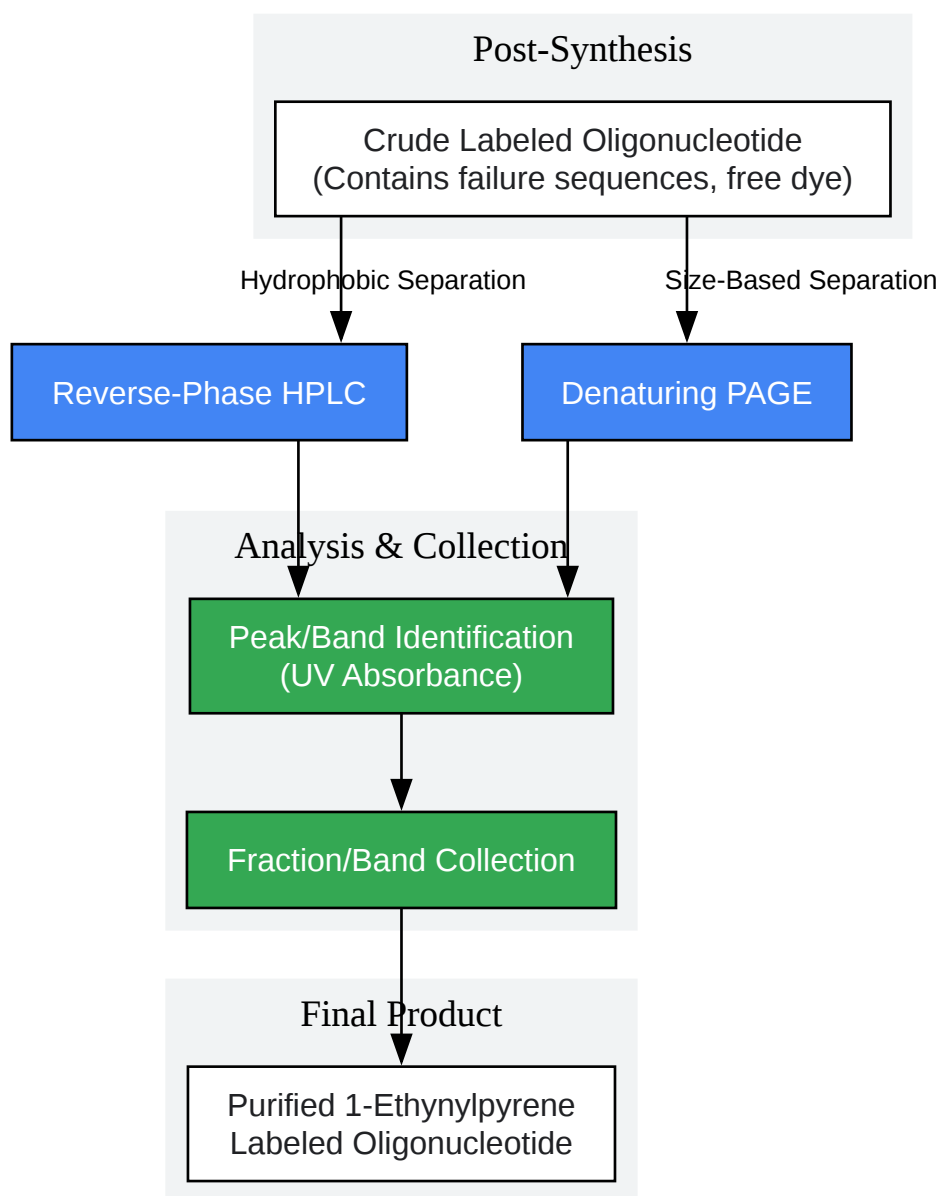 Post-Synthesis
Crude Labeled Oligonucleotide
(Contains failure sequences, free dye)
Hydrophobic Separation
Size-Based Separation
Reverse-Phase HPLC
Denaturing PAGE
Analysis & Collection
Peak/Band Identification
(UV Absorbance)
Fraction/Band Collection
Final Product
Purified 1-Ethynylpyrene
Labeled Oligonucleotide